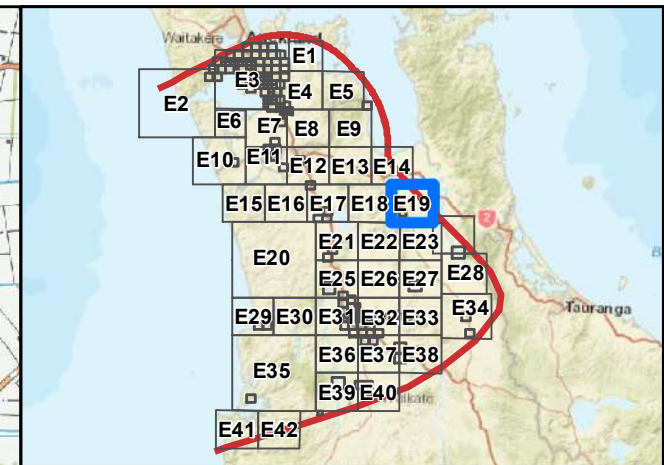 Waitakere
E1
E3
E2
E4 E5
E6
E7 E8 E9
E10 E11 E12 E13 E14
E15 E16 E17 E18 E19
2
E20
E21 E22 E23
E25 E26 E27 E28
E29 E30 E31 E32 E33 E34
Tauranga
E35
E36 E37 E38
E39 E40
E41 E42